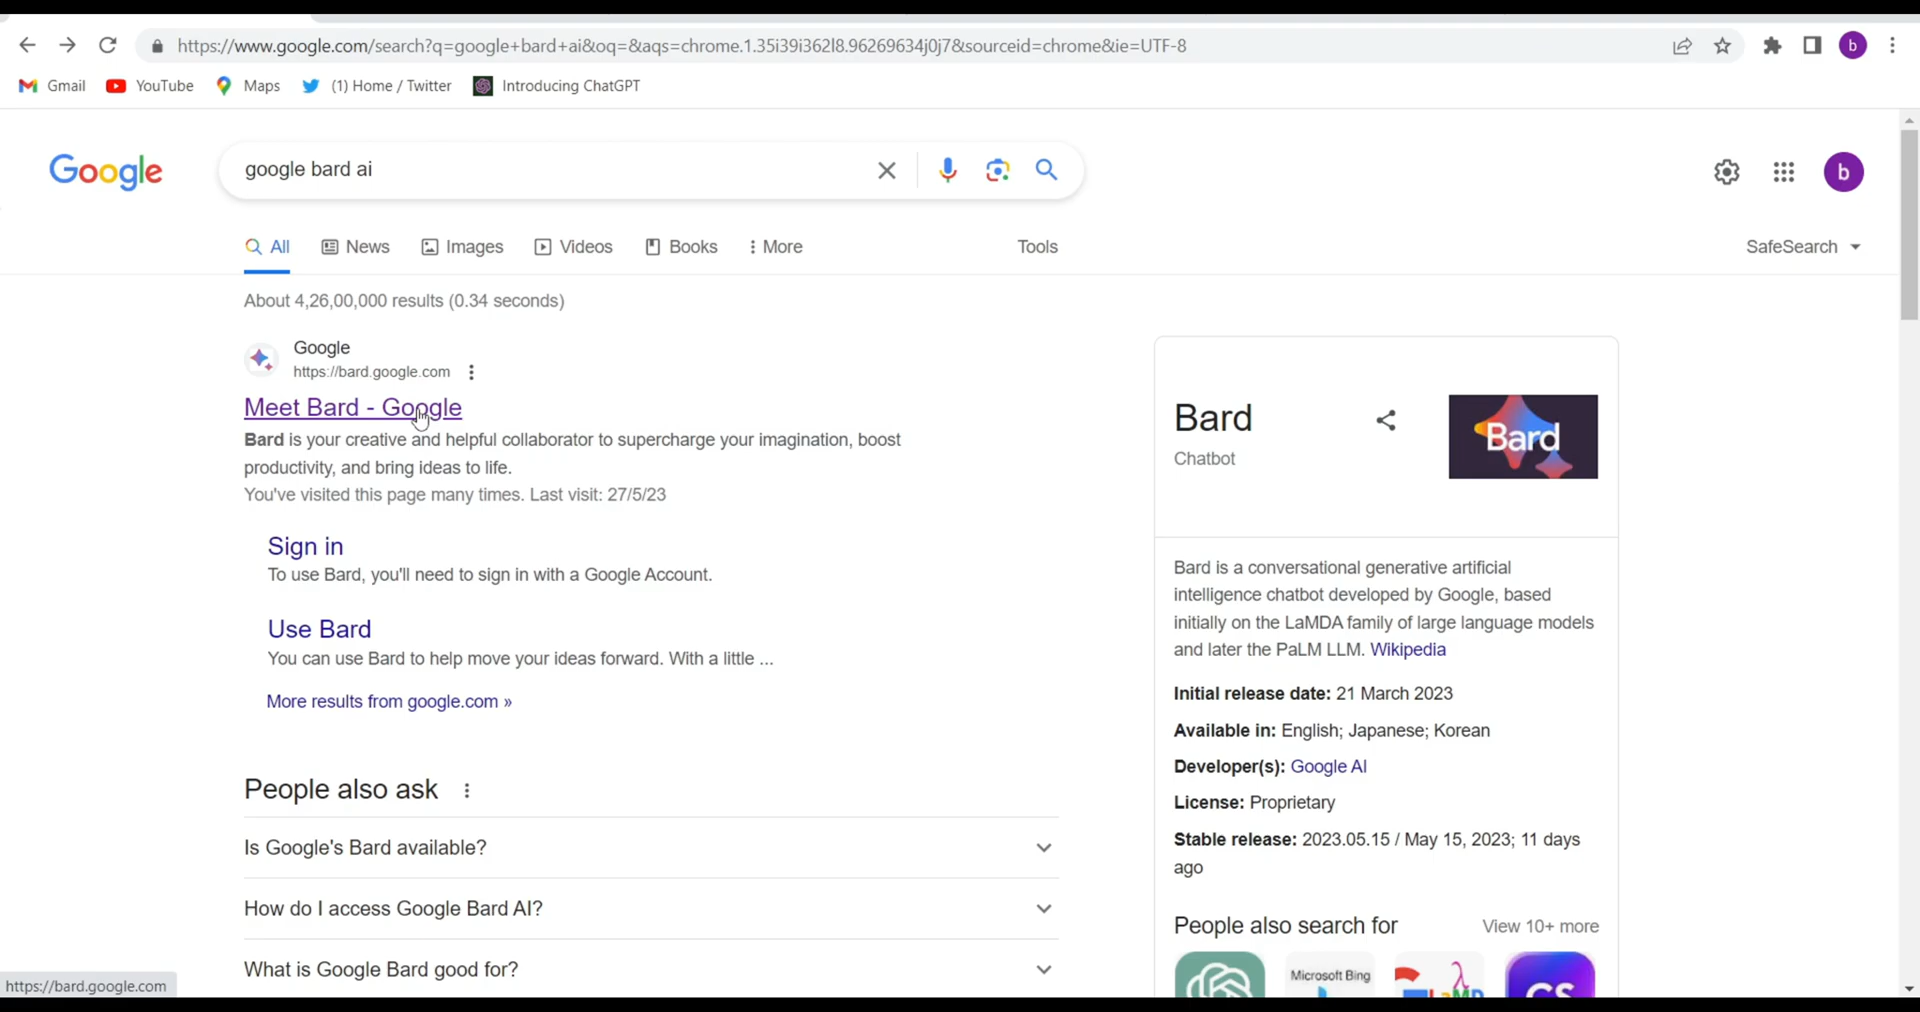 https://www.google.com/search?q=google+bard+ai&oq=&aqs=chrome.1.35i39i362l8.96269634j0j7&sourceid=chrome&ie=UTF-8
b
Gmail
YouTube
Maps
(1) Home / Twitter
Introducing ChatGPT
Google
google bard ai
b
All
News
Images
Videos
Books
More
Tools
SafeSearch
About 4,26,00,000 results (0.34 seconds)
Google
https://bard.google.com
Meet Bard - Google
Bard is your creative and helpful collaborator to supercharge your imagination, boost
productivity, and bring ideas to life.
You've visited this page many times. Last visit: 27/5/23
Sign in
To use Bard, you'll need to sign in with a Google Account.
Use Bard
You can use Bard to help move your ideas forward. With a little ...
More results from google.com »
People also ask
Is Google's Bard available?
How do I access Google Bard AI?
What is Google Bard good for?
Bard
Chatbot
Bard
Bard is a conversational generative artificial
intelligence chatbot developed by Google, based
initially on the LaMDA family of large language models
and later the PaLM LLM. Wikipedia
Initial release date: 21 March 2023
Available in: English; Japanese; Korean
Developer(s): Google AI
License: Proprietary
Stable release: 2023.05.15 / May 15, 2023; 11 days
ago
People also search for
View 10+ more
Microsoft Bing
https://bard.google.com